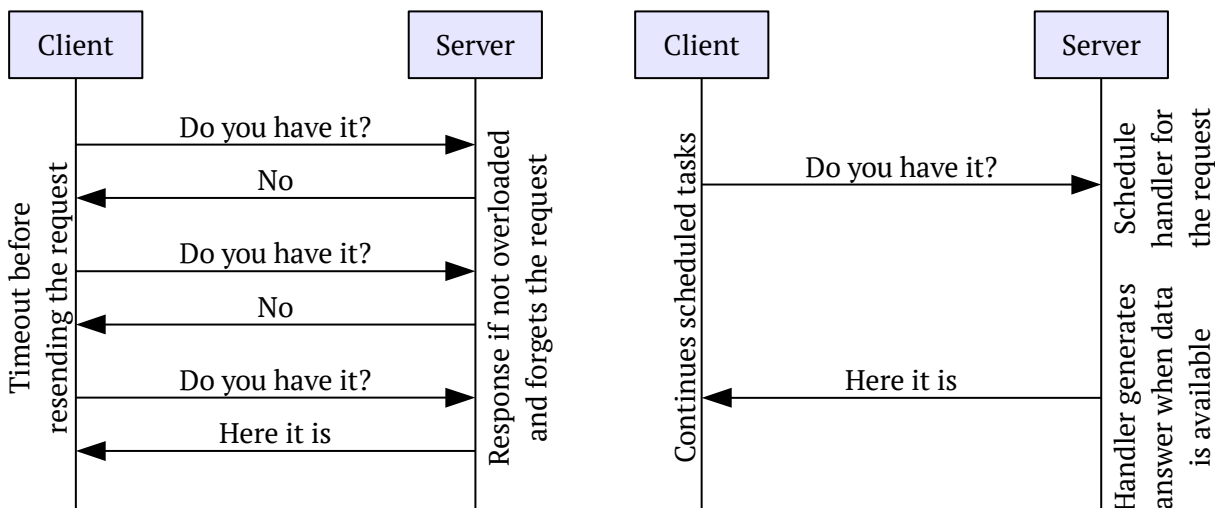 Client
Server
Do you have it?
No
Do you have it?
No
Do you have it?
Here it is
Timeout before
resending the request
Response if not overloaded
and forgets the request
Client
Server
Do you have it?
Here it is
Continues scheduled tasks
Schedule
handler for
the request
Handler generates
answer when data
is available